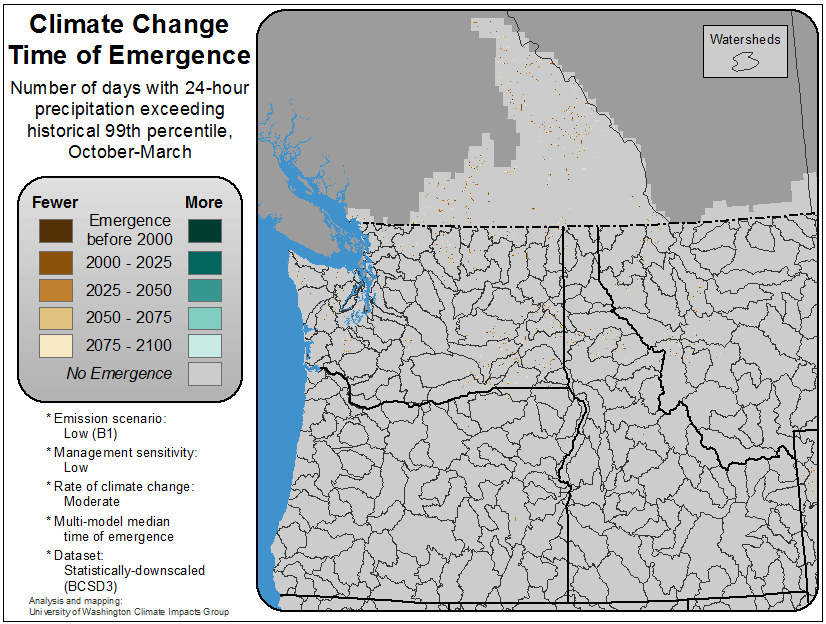 Climate Change
Time of Emergence
Number of days with 24-hour
precipitation exceeding
historical 99th percentile,
October-March
Fewer More
Emergence
before 2000
2000 - 2025
2025 - 2050
2050 - 2075
2075 - 2100
No Emergence
* Emission scenario:
Low (B1)
* Management sensitivity:
Low
* Rate of climate change:
Moderate
* Multi-model median
time of emergence
* Dataset:
Statistically-downscaled
(BCSD3)
Analysis and mapping:
University of Washington Climate Impacts Group
Watersheds